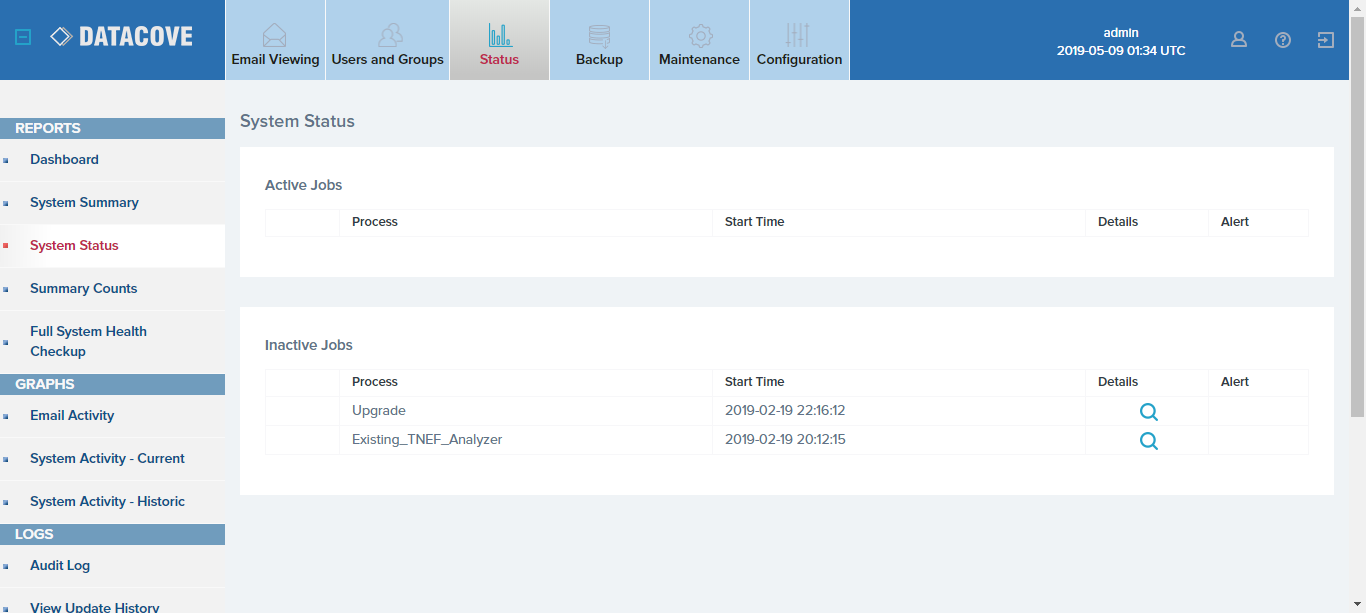 DATACOVE
Email Viewing
Users and Groups
Status
Backup
Maintenance
Configuration
admin
2019-05-09 01:34 UTC
REPORTS
Dashboard
System Summary
System Status
Summary Counts
Full System Health
Checkup
GRAPHS
Email Activity
System Activity - Current
System Activity - Historic
LOGS
Audit Log
View Update History
System Status
Active Jobs
Process Start Time Details Alert
Inactive Jobs
Process Start Time Details Alert
Upgrade 2019-02-19 22:16:12
Existing_TNEF_Analyzer 2019-02-19 20:12:15